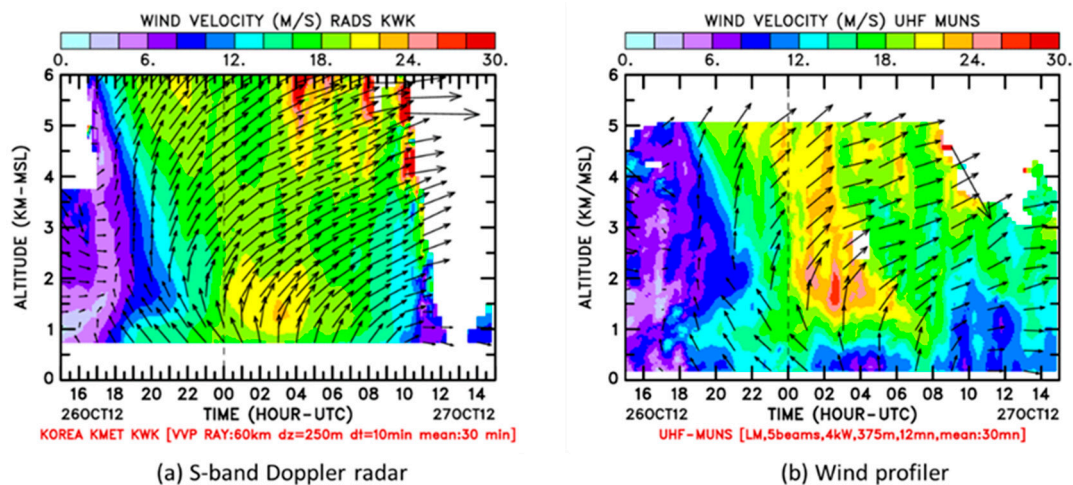 WIND VELOCITY (M/S) RADS KWK
0. 6. 12. 18. 24. 30.
ALTITUDE (KM-MSL)
6
5
4
3
2
1
0
16 18 20 22 00 02 04 06 08 10 12 14
26OCT12 TIME (HOUR-UTC) 27OCT12
KOREA KMET KWK [VVP RAY:60km dz=250m dt=10min mean:30 min]
(a) S-band Doppler radar
WIND VELOCITY (M/S) UHF MUNS
0. 6. 12. 18. 24. 30.
ALTITUDE (KM/MSL)
6
5
4
3
2
1
0
16 18 20 22 00 02 04 06 08 10 12 14
26OCT12 TIME (HOUR-UTC) 27OCT12
UHF-MUNS [LM,5beams,4kW,375m,12mn,mean:30mn]
(b) Wind profiler